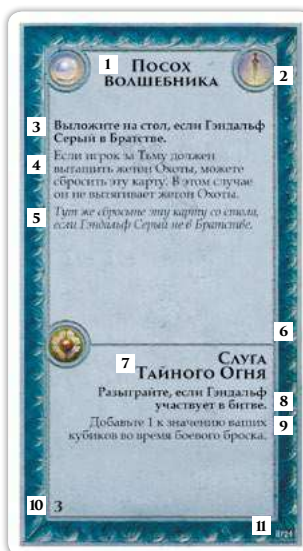 1 Посох
Волшебника
2
3 Выложите на стол, если Гэндальф
Серый в Братстве.
4 Если игрок за Тьму должен
вытащить жетон Охоты, можете
сбросить эту карту. В этом случае
он не вытягивает жетон Охоты.
5 Тут же сбросьте эту карту со стола,
если Гэндальф Серый не в Братстве.
6
7 Слуга
Тайного Огня
Разыграйте, если Гэндальф
участвует в битве. 8
Добавьте 1 к значению ваших 9
кубиков во время боевого броска.
10 3
11